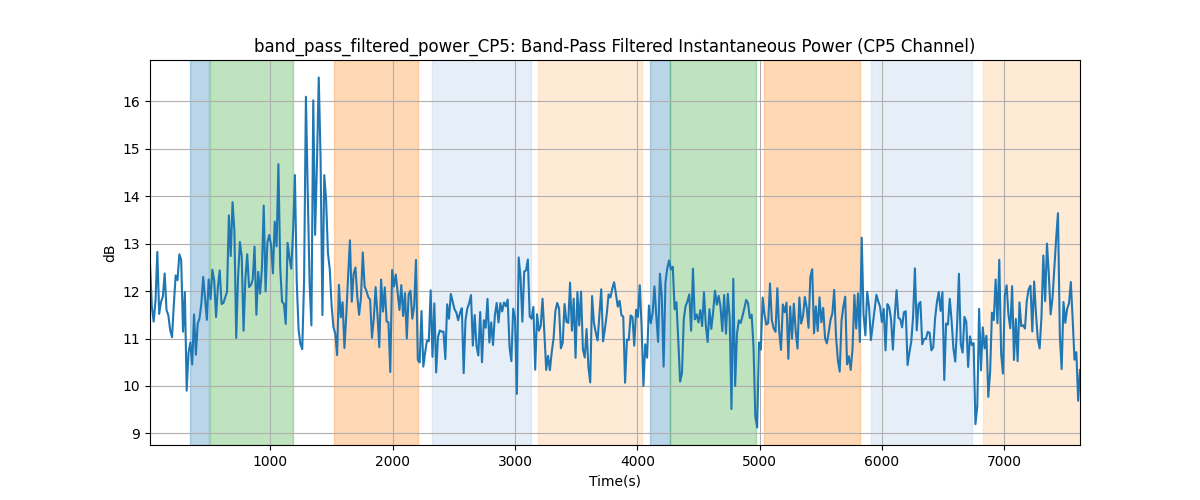 band_pass_filtered_power_CP5: Band-Pass Filtered Instantaneous Power (CP5 Channel)
dB
16
15
14
13
12
11
10
9
1000 2000 3000 4000 5000 6000 7000
Time(s)